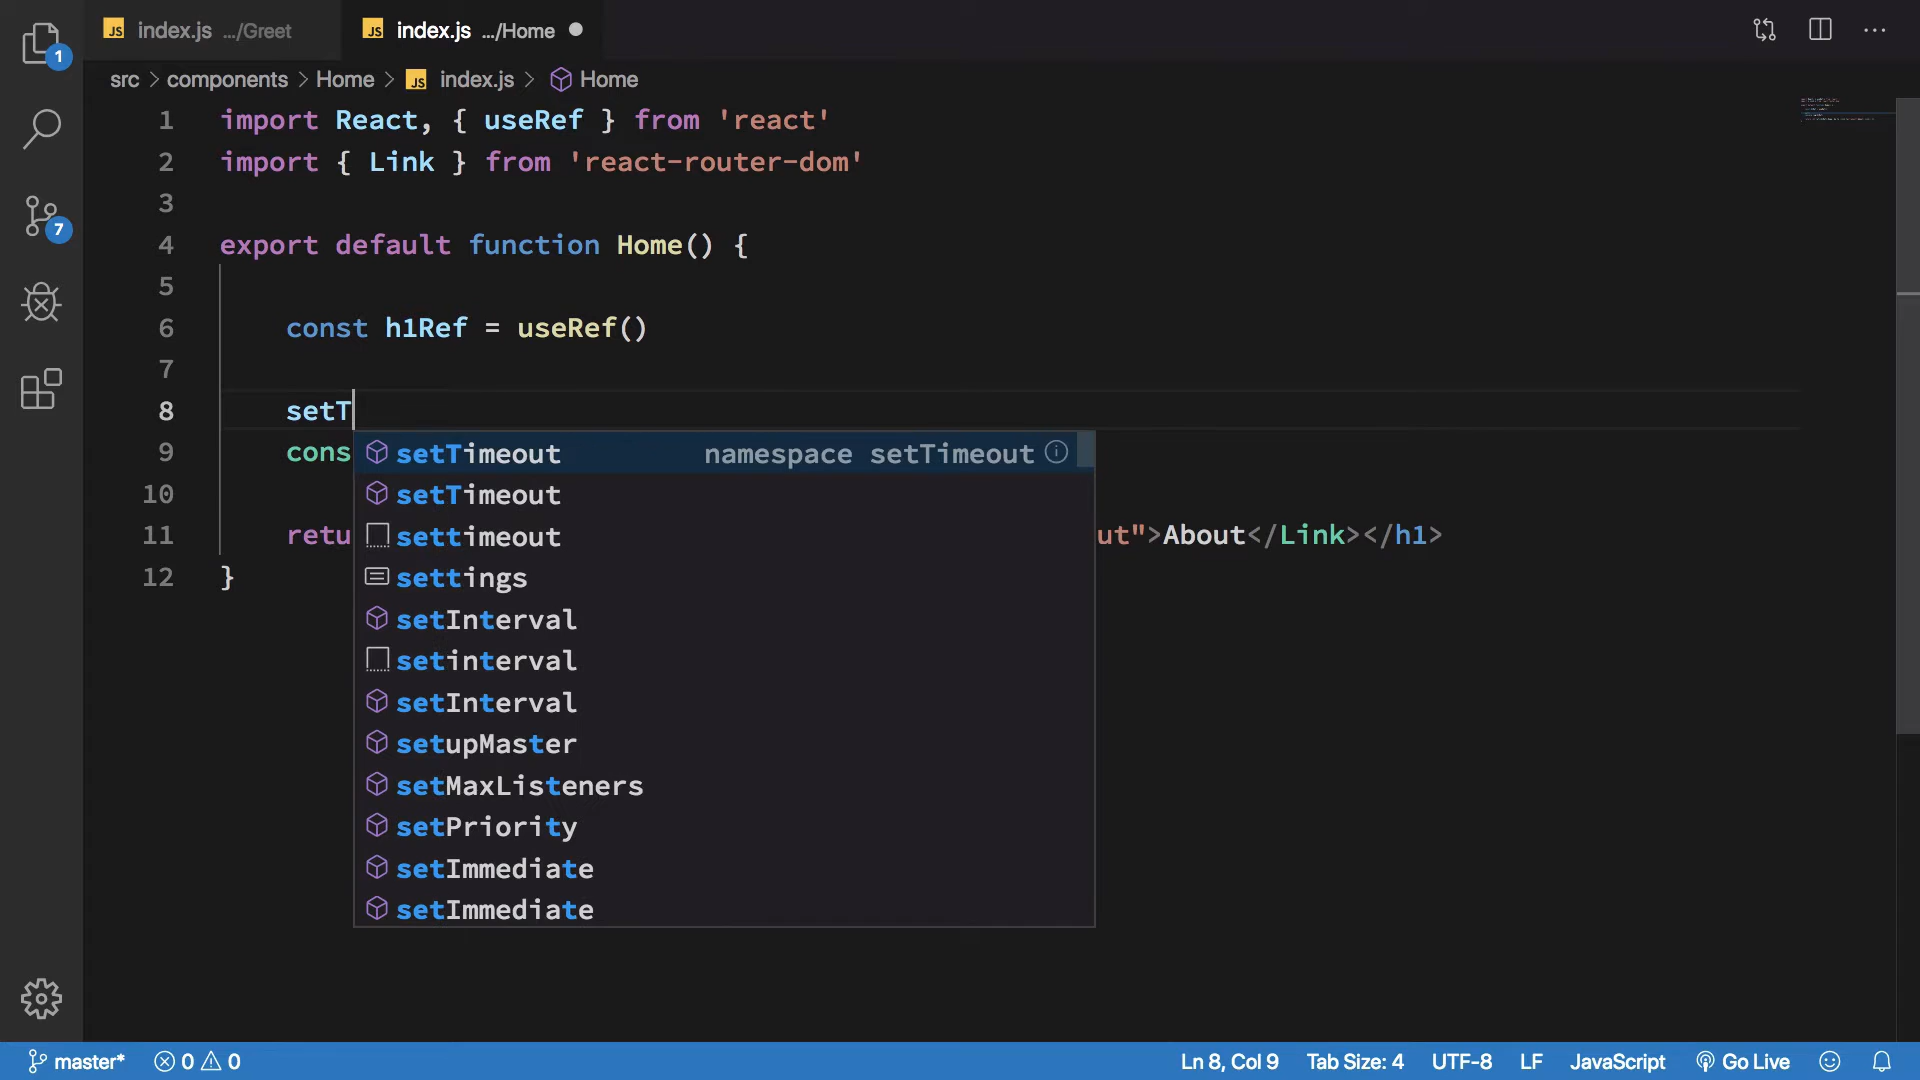 index.js .../Greet
index.js .../Home
src > components > Home > index.js > Home
1 import React, { useRef } from 'react'
2 import { Link } from 'react-router-dom'
3
4 export default function Home() {
5
6 const h1Ref = useRef()
7
8 setT
9 cons
10
11 retu ut">About</Link></h1>
12 }
setTimeout namespace setTimeout
setTimeout
settimeout
settings
setInterval
setinterval
setInterval
setupMaster
setMaxListeners
setPriority
setImmediate
setImmediate
1
7
master* 0 0 Ln 8, Col 9 Tab Size: 4 UTF-8 LF JavaScript Go Live